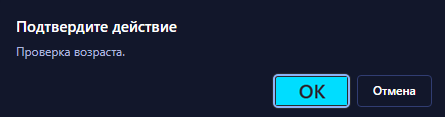 Подтвердите действие
Проверка возраста.
OK
Отмена